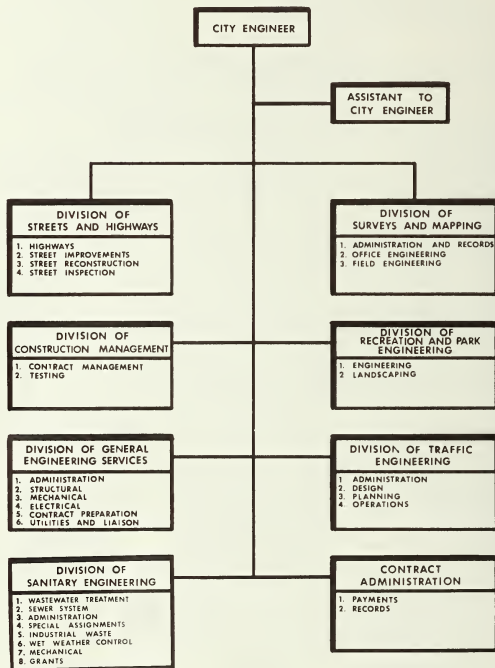 CITY ENGINEER
ASSISTANT TO
CITY ENGINEER
DIVISION OF
STREETS AND HIGHWAYS
1. HIGHWAYS
2. STREET IMPROVEMENTS
3. STREET RECONSTRUCTION
4. STREET INSPECTION
DIVISION OF
SURVEYS AND MAPPING
1. ADMINISTRATION AND RECORDS
2. OFFICE ENGINEERING
3. FIELD ENGINEERING
DIVISION OF
CONSTRUCTION MANAGEMENT
1. CONTRACT MANAGEMENT
2. TESTING
DIVISION OF
RECREATION AND PARK
ENGINEERING
1. ENGINEERING
2 LANDSCAPING
DIVISION OF GENERAL
ENGINEERING SERVICES
1. ADMINISTRATION
2. STRUCTURAL
3. MECHANICAL
4. ELECTRICAL
5. CONTRACT PREPARATION
6. UTILITIES AND LIAISON
DIVISION OF TRAFFIC
ENGINEERING
1 ADMINISTRATION
2. DESIGN
3. PLANNING
4. OPERATIONS
DIVISION OF
SANITARY ENGINEERING
1. WASTEWATER TREATMENT
2. SEWER SYSTEM
3. ADMINISTRATION
4. SPECIAL ASSIGNMENTS
5. INDUSTRIAL WASTE
6. WET WEATHER CONTROL
7. MECHANICAL
8. GRANTS
CONTRACT
ADMINISTRATION
1. PAYMENTS
2. RECORDS